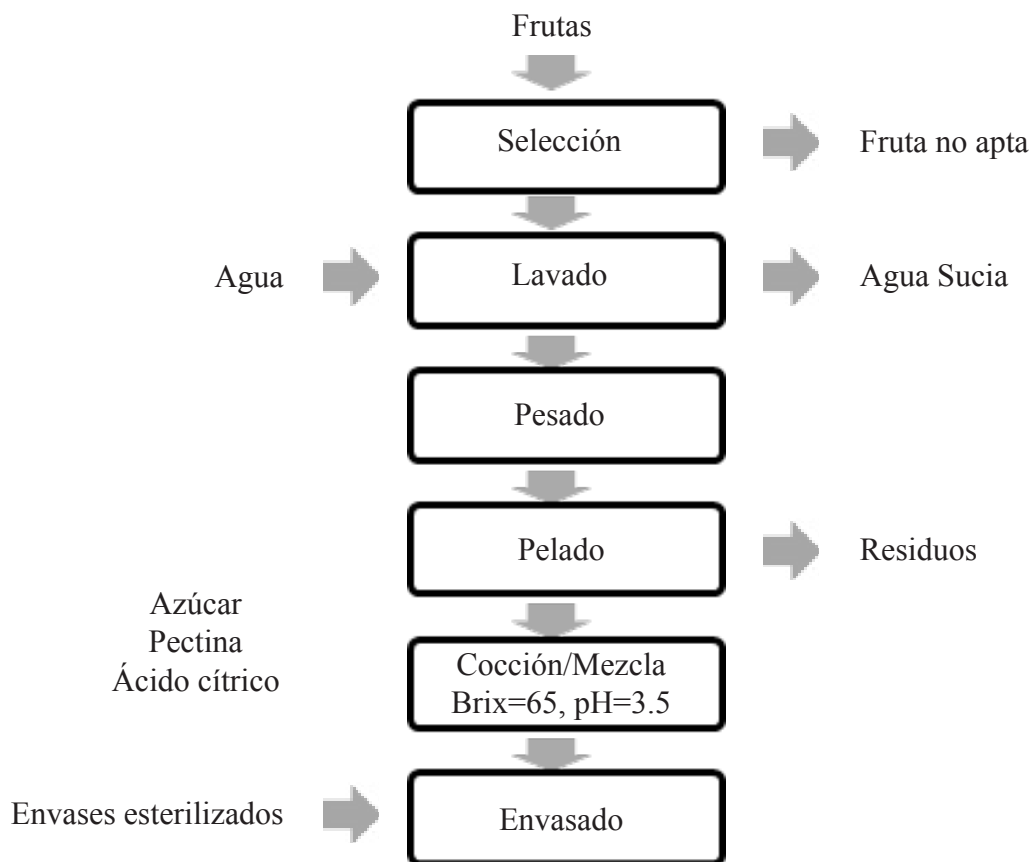 Frutas
Selección
Fruta no apta
Agua
Lavado
Agua Sucia
Pesado
Pelado
Residuos
Azúcar
Pectina
Ácido cítrico
Cocción/Mezcla
Brix=65, pH=3.5
Envases esterilizados
Envasado